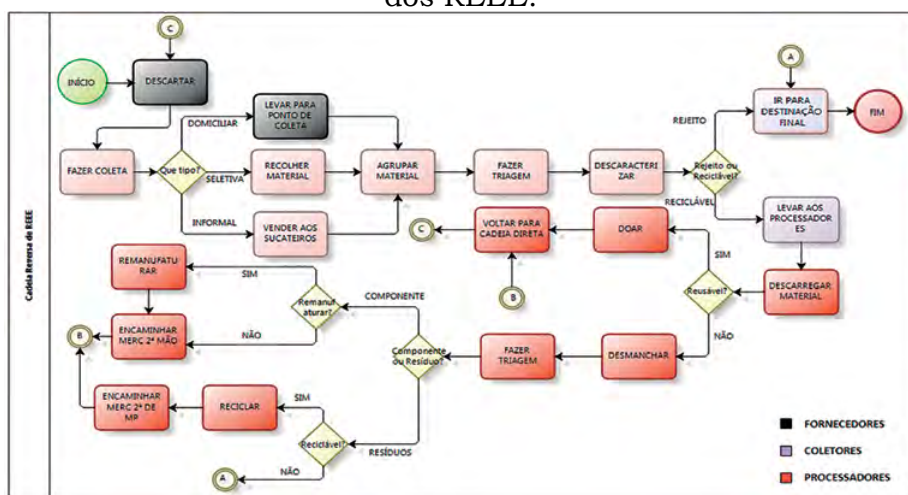 dos REEE.
Cadeia Reversa de REEE
C
INÍCIO
DESCARTAR
FAZER COLETA
Que tipo?
DOMICILIAR
LEVAR PARA
PONTO DE
COLETA
SELETIVA
RECOLHER
MATERIAL
INFORMAL
VENDER AOS
SUCATEIROS
AGRUPAR
MATERIAL
FAZER
TRIAGEM
DESCARACTERI
ZAR
Rejeito ou
Reciclável?
REJEITO
A
IR PARA
DESTINAÇÃO
FINAL
FIM
RECICLÁVEL
LEVAR AOS
PROCESSADOR
ES
DESCARREGAR
MATERIAL
Reusável?
SIM
DOAR
VOLTAR PARA
CADEIA DIRETA
C
B
NÃO
DESMANCHAR
FAZER
TRIAGEM
Componente
ou Resíduo?
COMPONENTE
Remanuf
aturar?
SIM
REMANUFATU
RAR
NÃO
ENCAMINHAR
MERC 2ª MÃO
B
RESÍDUOS
Reciclável?
SIM
RECICLAR
ENCAMINHAR
MERC 2ª DE
MP
NÃO
A
FORNECEDORES
COLETORES
PROCESSADORES